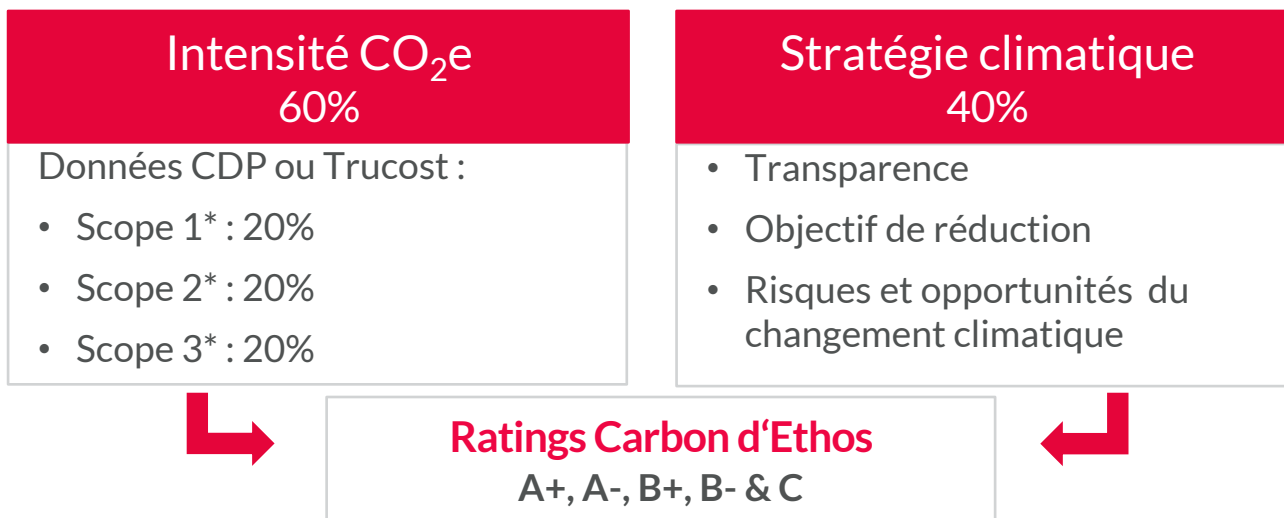 Intensité CO₂e
60%
Données CDP ou Trucost :
• Scope 1* : 20%
• Scope 2* : 20%
• Scope 3* : 20%
Stratégie climatique
40%
• Transparence
• Objectif de réduction
• Risques et opportunités du
changement climatique
Ratings Carbon d‘Ethos
A+, A-, B+, B- & C